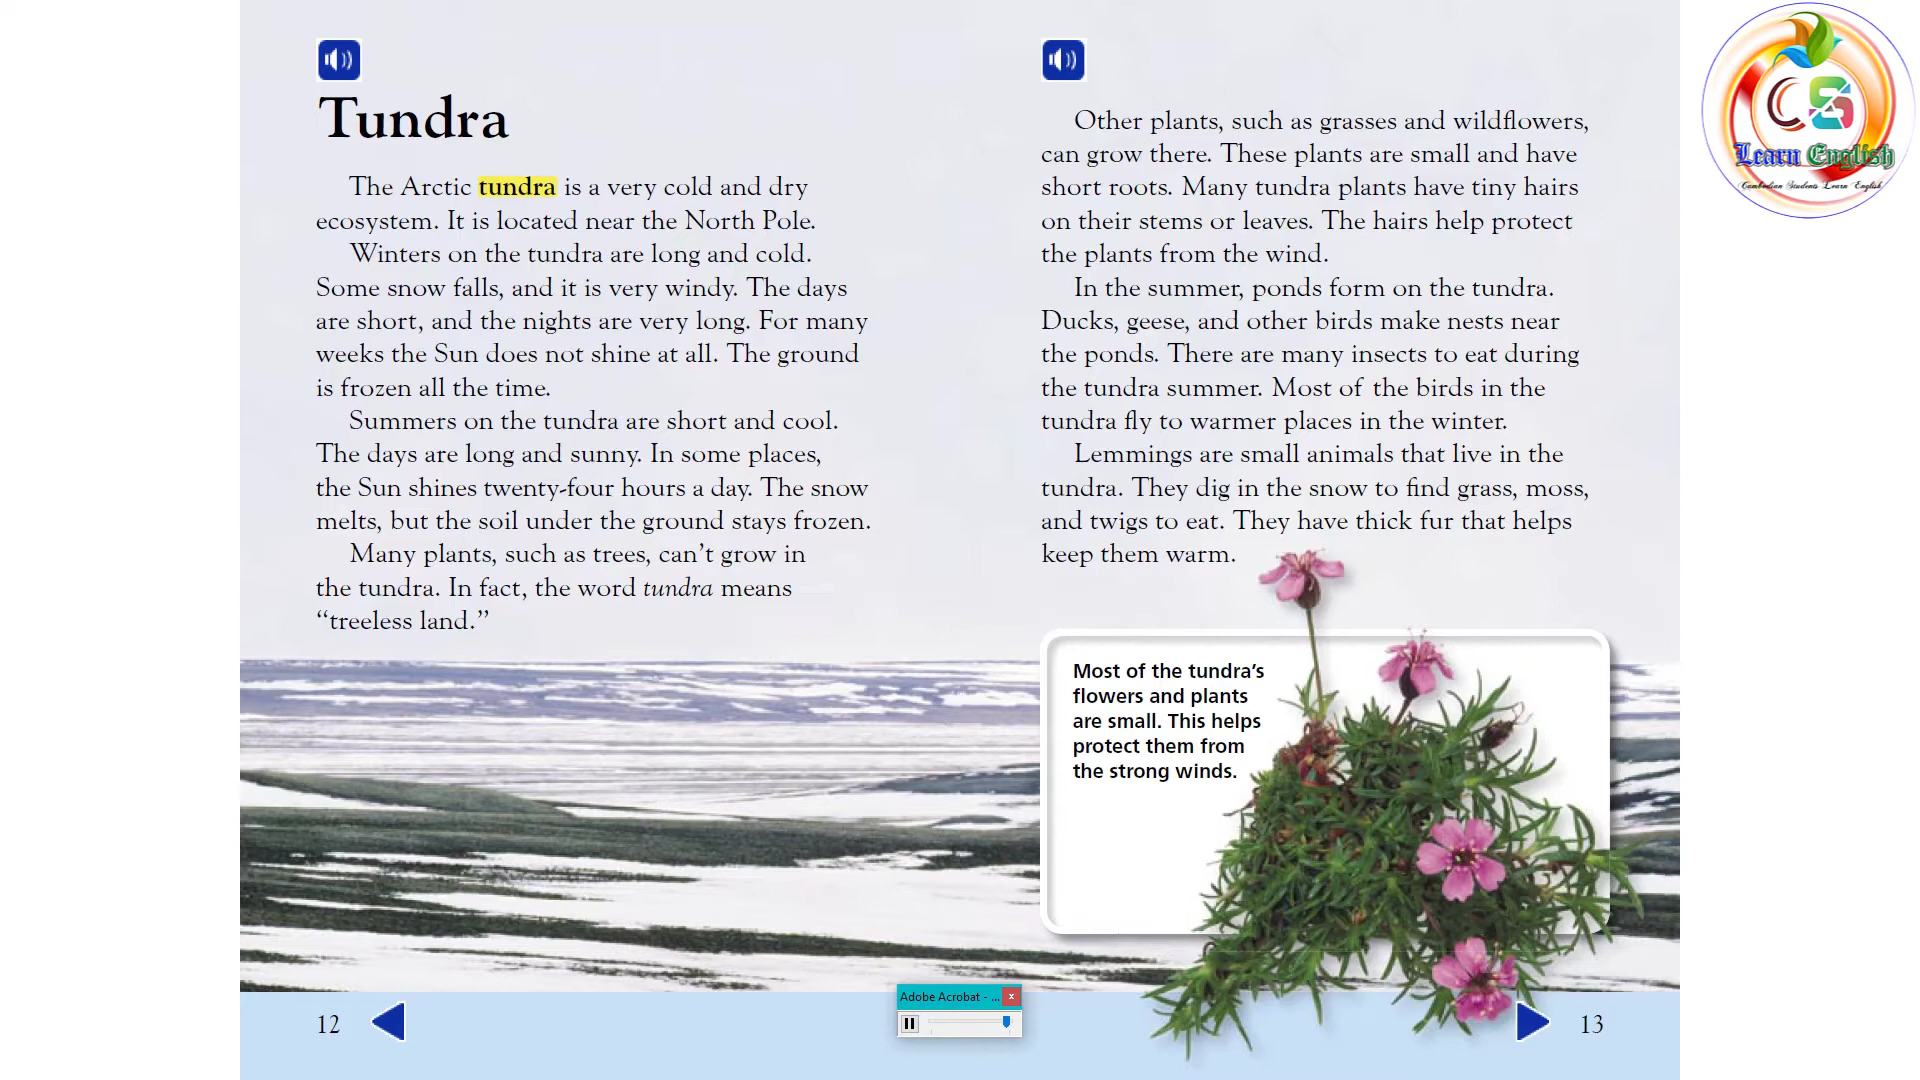 Tundra
The Arctic tundra is a very cold and dry
ecosystem. It is located near the North Pole.
Winters on the tundra are long and cold.
Some snow falls, and it is very windy. The days
are short, and the nights are very long. For many
weeks the Sun does not shine at all. The ground
is frozen all the time.
Summers on the tundra are short and cool.
The days are long and sunny. In some places,
the Sun shines twenty-four hours a day. The snow
melts, but the soil under the ground stays frozen.
Many plants, such as trees, can’t grow in
the tundra. In fact, the word tundra means
“treeless land.”
12
Other plants, such as grasses and wildflowers,
can grow there. These plants are small and have
short roots. Many tundra plants have tiny hairs
on their stems or leaves. The hairs help protect
the plants from the wind.
In the summer, ponds form on the tundra.
Ducks, geese, and other birds make nests near
the ponds. There are many insects to eat during
the tundra summer. Most of the birds in the
tundra fly to warmer places in the winter.
Lemmings are small animals that live in the
tundra. They dig in the snow to find grass, moss,
and twigs to eat. They have thick fur that helps
keep them warm.
Most of the tundra’s
flowers and plants
are small. This helps
protect them from
the strong winds.
13
Adobe Acrobat - ...
CS
Learn English
Cambodian Students Learn English